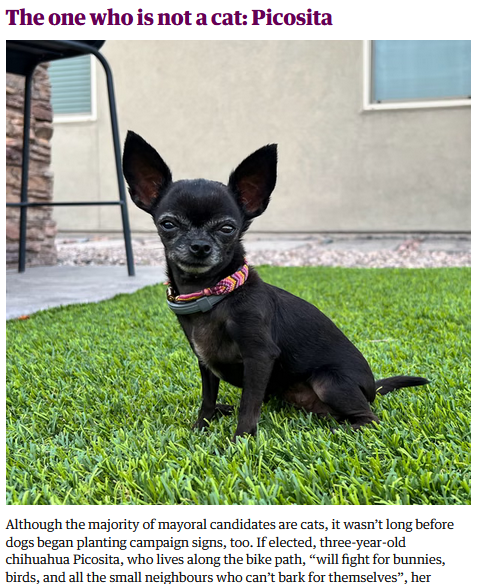 The one who is not a cat: Picosita
Although the majority of mayoral candidates are cats, it wasn’t long before
dogs began planting campaign signs, too. If elected, three-year-old
chihuahua Picosita, who lives along the bike path, “will fight for bunnies,
birds, and all the small neighbours who can’t bark for themselves”, her